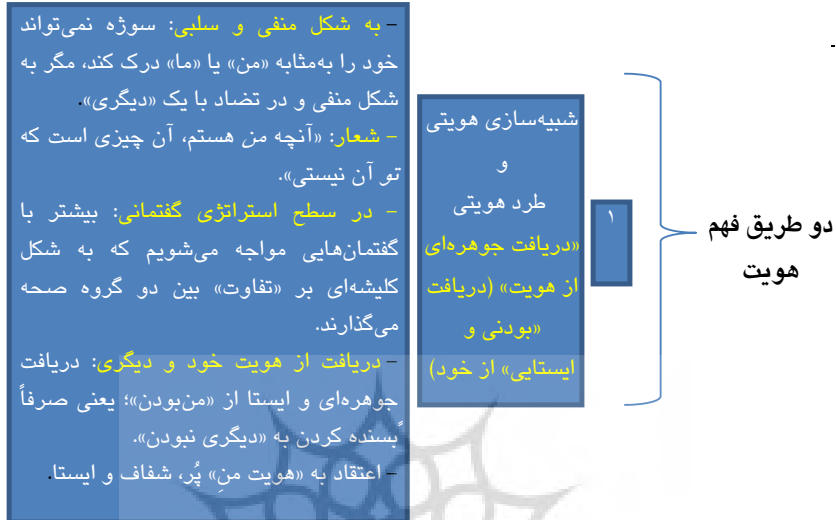 دو طریق فهم
هویت
۱
شبیه‌سازی هویتی
و
طرد هویتی
«دریافت جوهره‌ای
از هویت» (دریافت
«بودنی و
ایستایی» از خود)
- به شکل منفی و سلبی: سوژه نمی‌تواند
خود را به‌مثابه «من» یا «ما» درک کند، مگر به
شکل منفی و در تضاد با یک «دیگری».
- شعار: «آنچه من هستم، آن چیزی است که
تو آن نیستی».
- در سطح استراتژی گفتمانی: بیشتر با
گفتمان‌هایی مواجه می‌شویم که به شکل
کلیشه‌ای بر «تفاوت» بین دو گروه صحه
می‌گذارند.
- دریافت از هویت خود و دیگری: دریافت
جوهره‌ای و ایستا از «من‌بودن»؛ یعنی صرفاً
بسنده کردن به «دیگری نبودن».
- اعتقاد به «هویت منِ» پُر، شفاف و ایستا.